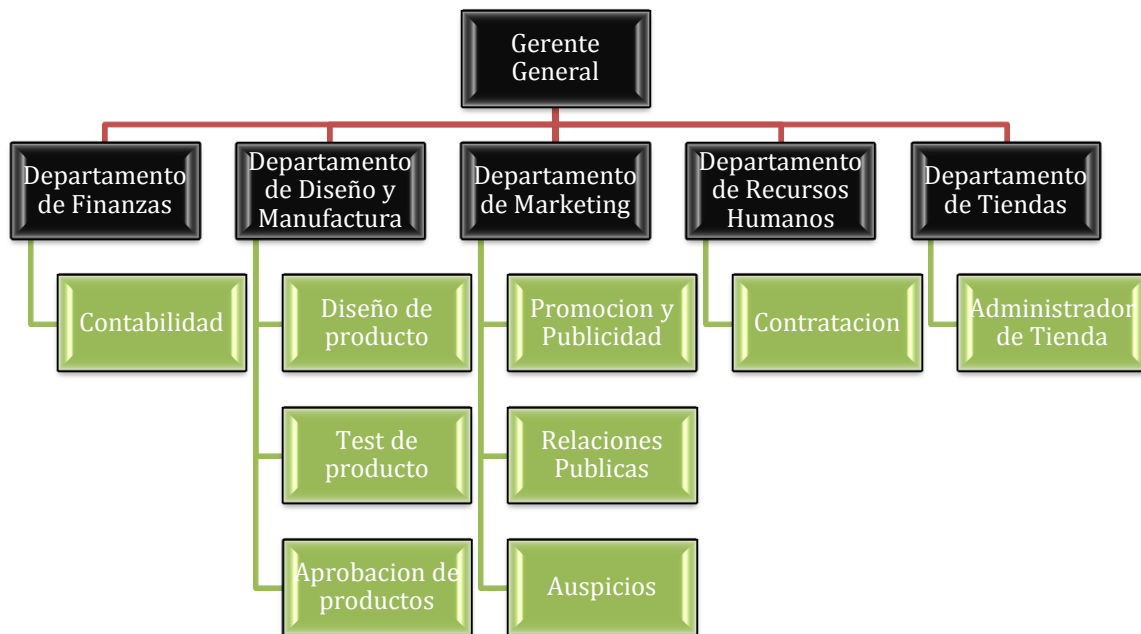 Gerente
General
Departamento
de Finanzas
Departamento
de Diseño y
Manufactura
Departamento
de Marketing
Departamento
de Recursos
Humanos
Departamento
de Tiendas
Contabilidad
Diseño de
producto
Promocion y
Publicidad
Contratacion
Administrador
de Tienda
Test de
producto
Relaciones
Publicas
Aprobacion de
productos
Auspicios